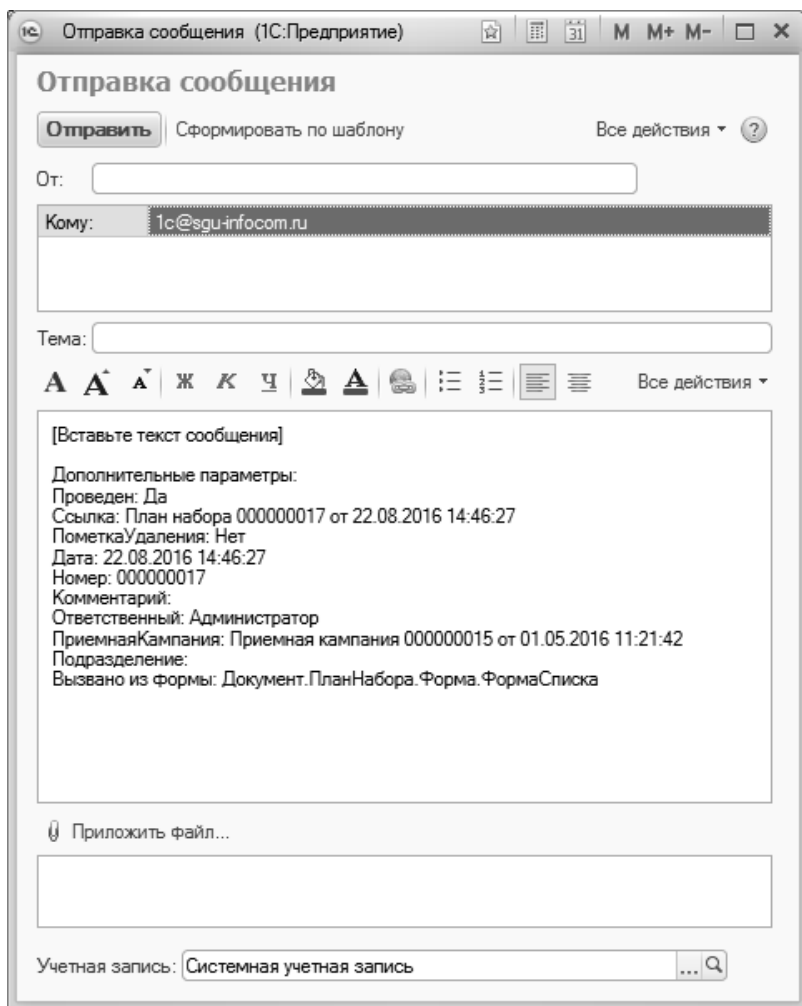 1С Отправка сообщения (1С:Предприятие) 31 M M+ M-
Отправка сообщения
Отправить Сформировать по шаблону Все действия ?
От:
Кому: 1c@sgu-infocom.ru
Тема:
А А А Ж К Ч А Все действия
[Вставьте текст сообщения]
Дополнительные параметры:
Проведен: Да
Ссылка: План набора 000000017 от 22.08.2016 14:46:27
ПометкаУдаления: Нет
Дата: 22.08.2016 14:46:27
Номер: 000000017
Комментарий:
Ответственный: Администратор
ПриемнаяКампания: Приемная кампания 000000015 от 01.05.2016 11:21:42
Подразделение:
Вызвано из формы: Документ.ПланНабора.Форма.ФормаСписка
Приложить файл...
Учетная запись: Системная учетная запись ...